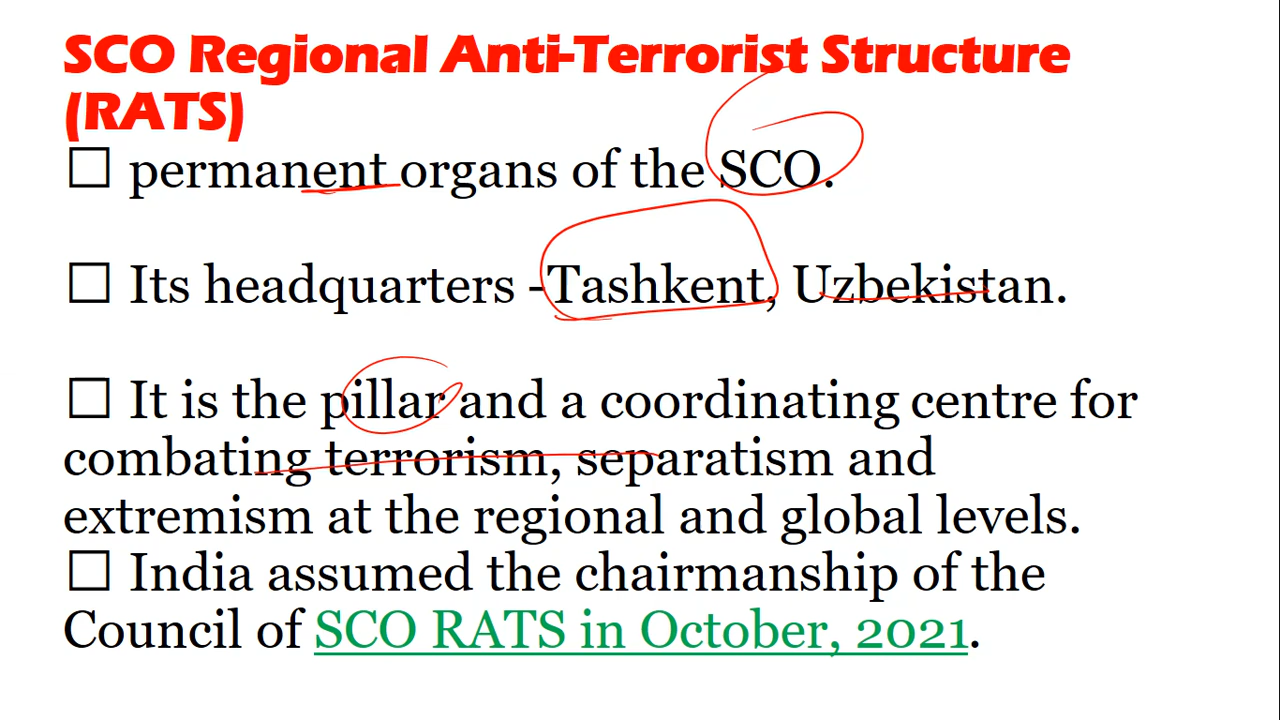 SCO Regional Anti-Terrorist Structure
(RATS)
☐ permanent organs of the SCO.
☐ Its headquarters -Tashkent, Uzbekistan.
☐ It is the pillar and a coordinating centre for
combating terrorism, separatism and
extremism at the regional and global levels.
☐ India assumed the chairmanship of the
Council of SCO RATS in October, 2021.